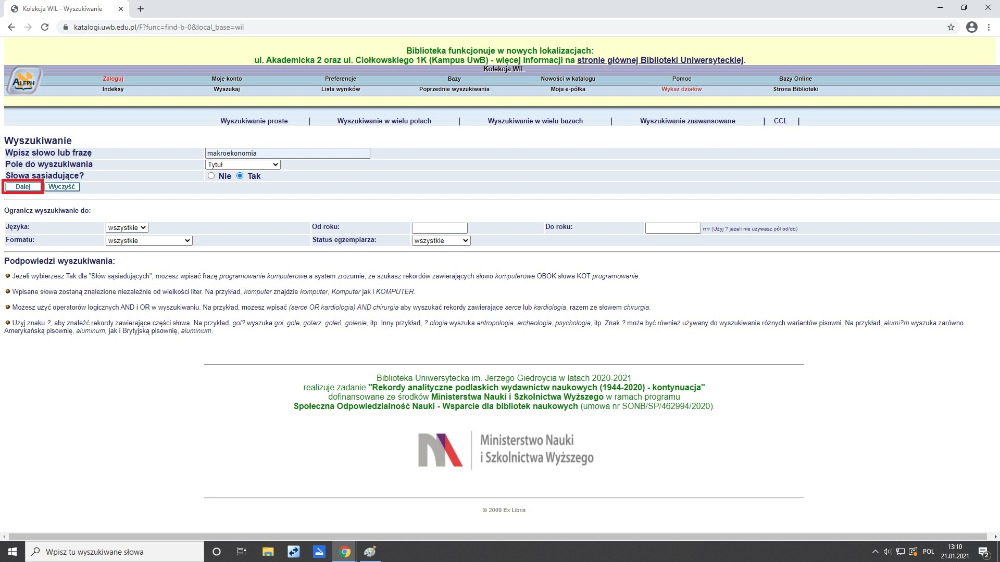 Kolekcja WIL - Wyszukiwanie
katalogi.uwb.edu.pl/F?func=find-b-0&local_base=wil
Biblioteka funkcjonuje w nowych lokalizacjach:
ul. Akademicka 2 oraz ul. Ciołkowskiego 1K (Kampus UwB) - więcej informacji na stronie głównej Biblioteki Uniwersyteckiej.
Kolekcja WIL
ALEPH
Zaloguj Moje konto Preferencje Bazy Nowości w katalogu Pomoc Bazy Online
Indeksy Wyszukaj Lista wyników Poprzednie wyszukiwania Moja e-półka Wykaz działów Strona Biblioteki
Wyszukiwanie proste | Wyszukiwanie w wielu polach | Wyszukiwanie w wielu bazach | Wyszukiwanie zaawansowane | CCL |
Wyszukiwanie
Wpisz słowo lub frazę makroekonomia
Pole do wyszukiwania Tytuł
Słowa sąsiadujące? Nie Tak
Dalej Wyczyść
Ogranicz wyszukiwanie do:
Języka: wszystkie Od roku: Do roku: rrrr (Użyj ? jeżeli nie używasz pól od/do)
Formatu: wszystkie Status egzemplarza: wszystkie
Podpowiedzi wyszukiwania:
Jeżeli wybierzesz Tak dla "Słów sąsiadujących", możesz wpisać frazę programowanie komputerowe a system zrozumie, że szukasz rekordów zawierających słowo komputerowe OBOK słowa KOT programowanie.
Wpisane słowa zostaną znalezione niezależnie od wielkości liter. Na przykład, komputer znajdzie komputer, Komputer jak i KOMPUTER.
Możesz użyć operatorów logicznych AND i OR w wyszukiwaniu. Na przykład, możesz wpisać (serce OR kardiologia) AND chirurgia aby wyszukać rekordy zawierające serce lub kardiologia, razem ze słowem chirurgia.
Użyj znaku ?, aby znaleźć rekordy zawierające części słowa. Na przykład, gol? wyszuka gol, gole, golarz, goleń, golenie, itp. Inny przykład, ? ologia wyszuka antropologia, archeologia, psychologia, itp. Znak ? może być również używany do wyszukiwania różnych wariantów pisowni. Na przykład, alumi?m wyszuka zarówno
Amerykańską pisownię, aluminum, jak i Brytyjską pisownię, aluminium.
Biblioteka Uniwersytecka im. Jerzego Giedroycia w latach 2020-2021
realizuje zadanie "Rekordy analityczne podlaskich wydawnictw naukowych (1944-2020) - kontynuacja"
dofinansowane ze środków Ministerstwa Nauki i Szkolnictwa Wyższego w ramach programu
Społeczna Odpowiedzialność Nauki - Wsparcie dla bibliotek naukowych (umowa nr SONB/SP/462994/2020).
Ministerstwo Nauki
i Szkolnictwa Wyższego
© 2009 Ex Libris
Wpisz tu wyszukiwane słowa
POL
13:10
21.01.2021
2